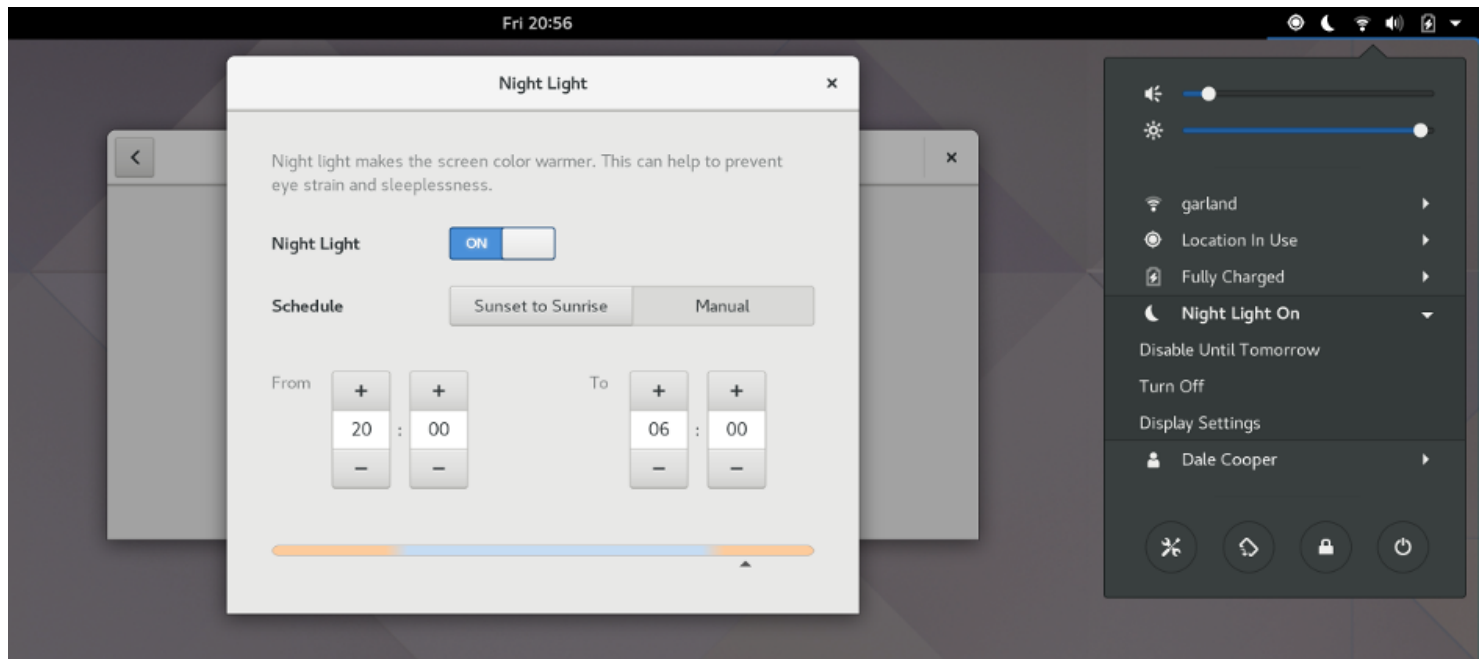 Fri 20:56
Night Light
Night light makes the screen color warmer. This can help to prevent
eye strain and sleeplessness.
Night Light ON
Schedule Sunset to Sunrise Manual
From To
+ + + +
20 : 00 06 : 00
− − − −
garland
Location In Use
Fully Charged
Night Light On
Disable Until Tomorrow
Turn Off
Display Settings
Dale Cooper